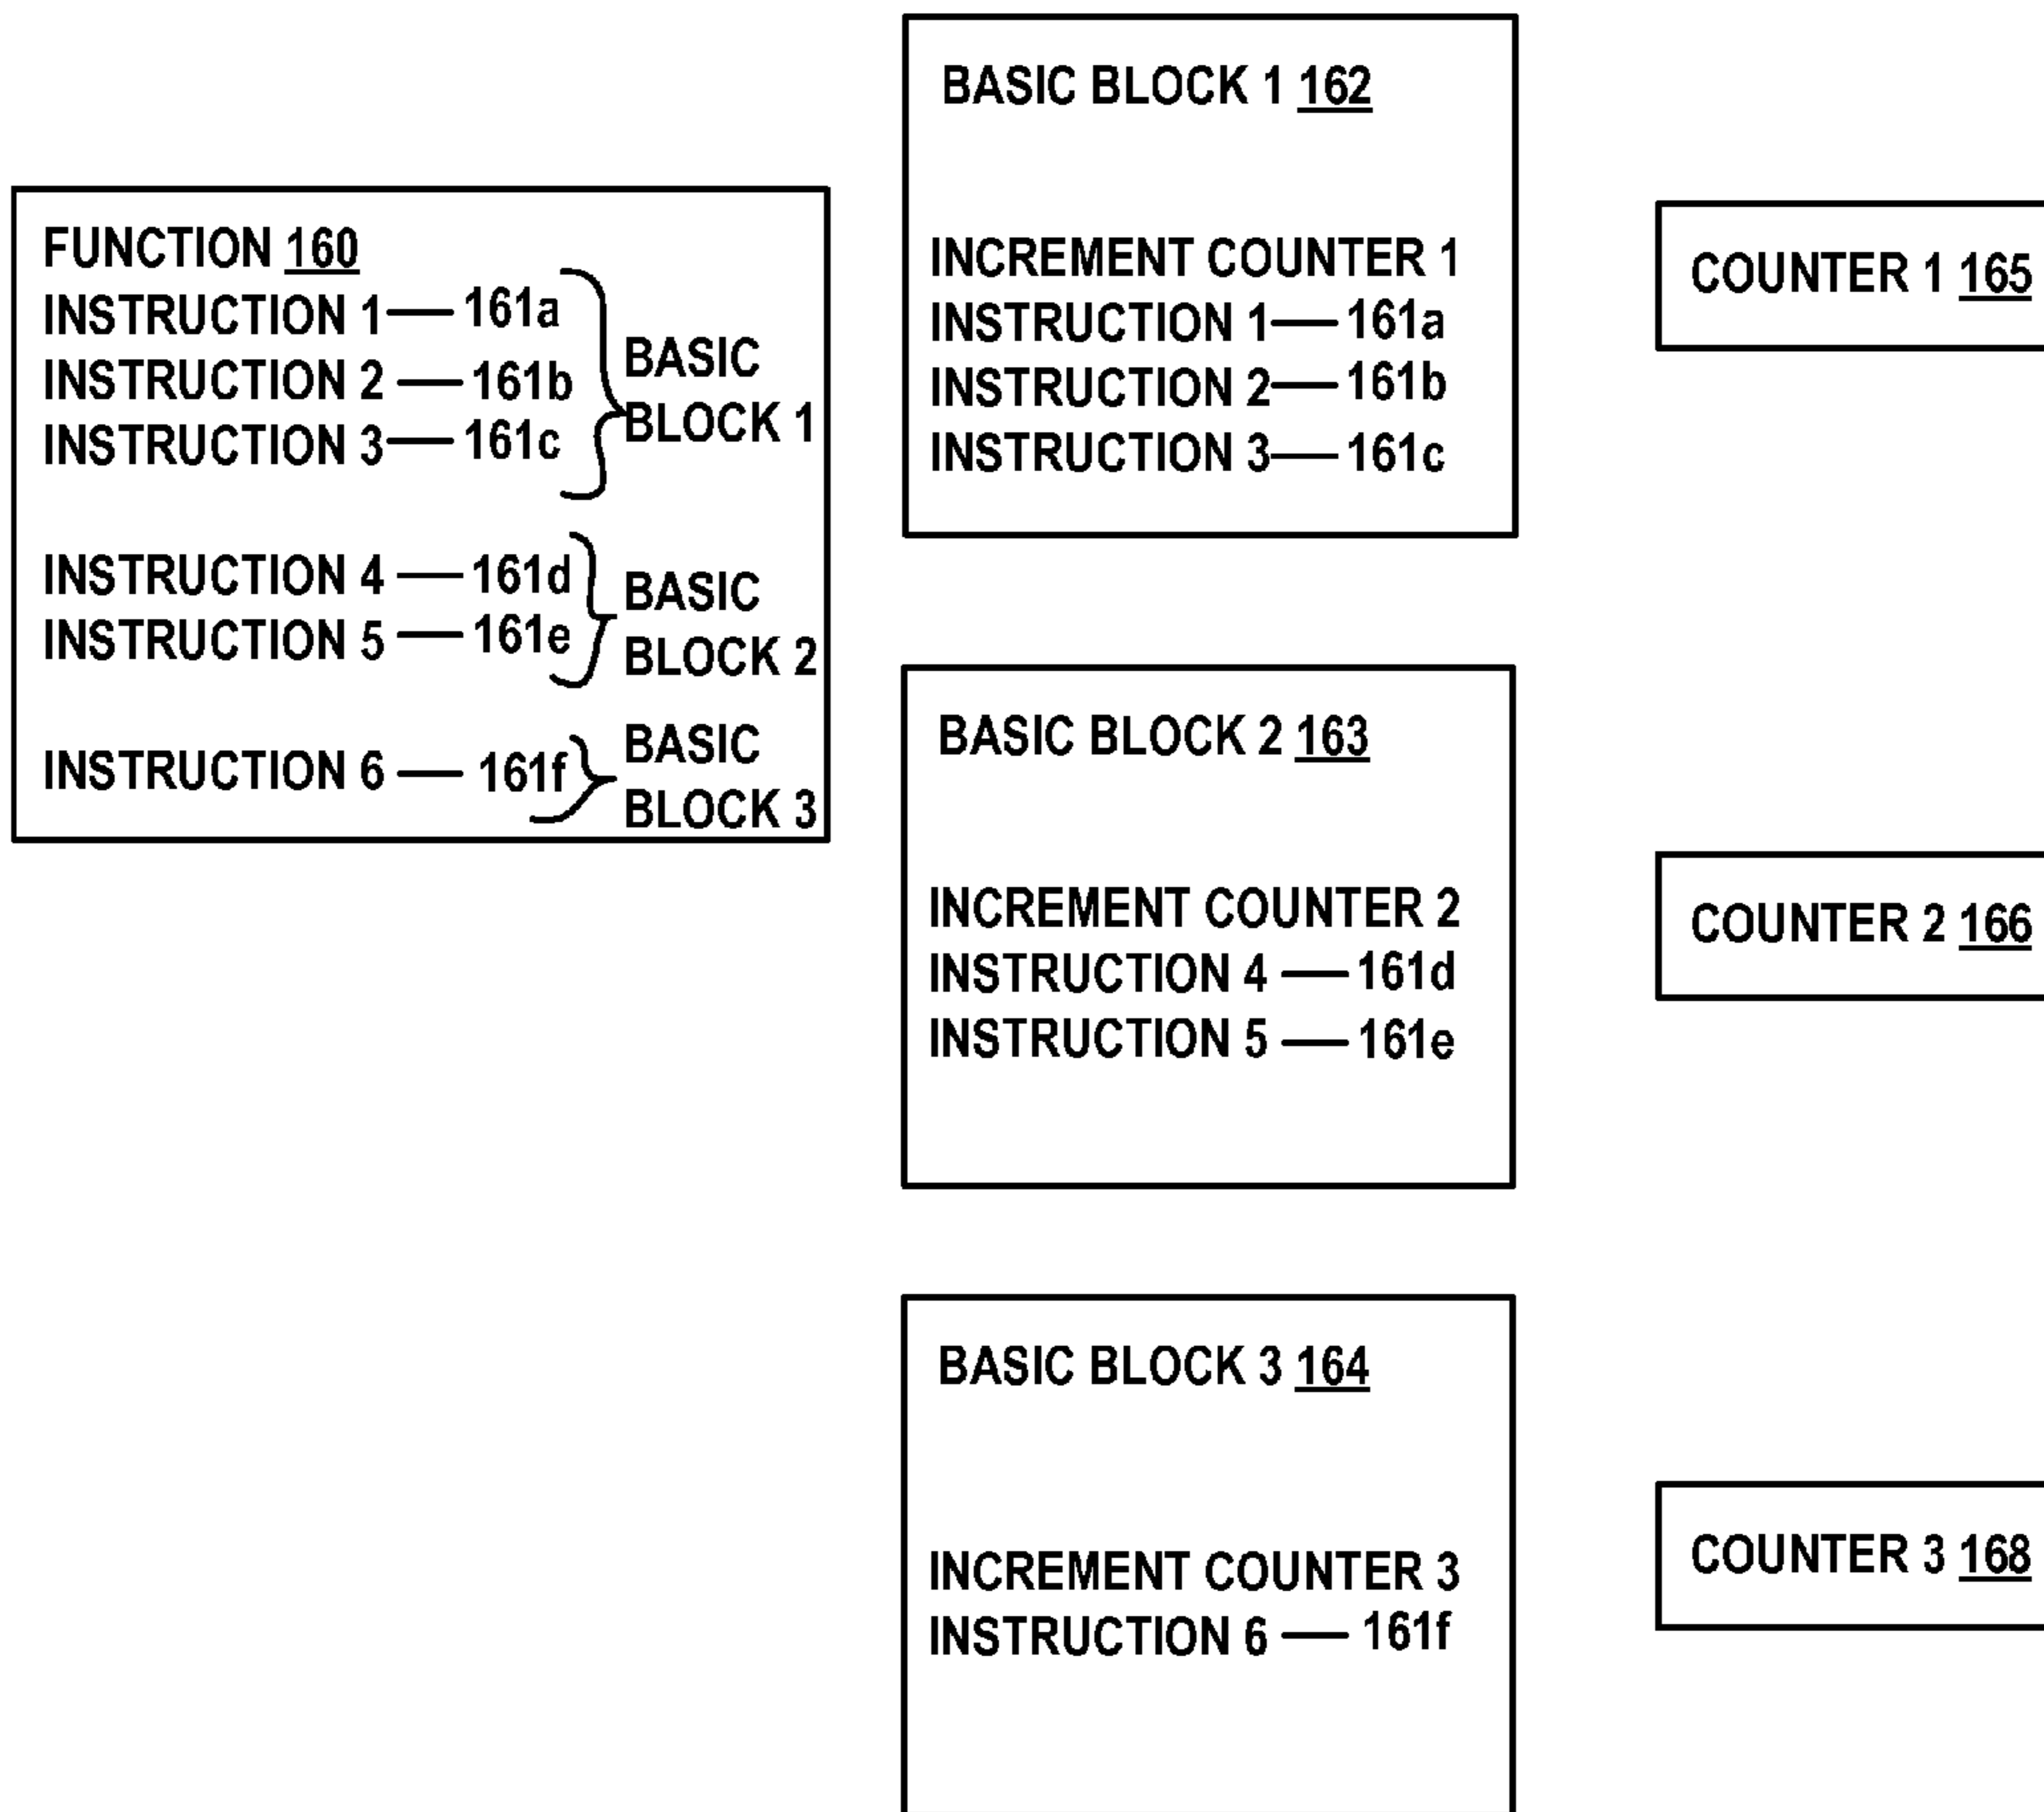 FUNCTION 160
INSTRUCTION 1 — 161a
INSTRUCTION 2 — 161b
INSTRUCTION 3 — 161c
BASIC
BLOCK 1
INSTRUCTION 4 — 161d
INSTRUCTION 5 — 161e
BASIC
BLOCK 2
INSTRUCTION 6 — 161f
BASIC
BLOCK 3
BASIC BLOCK 1 162
INCREMENT COUNTER 1
INSTRUCTION 1 — 161a
INSTRUCTION 2 — 161b
INSTRUCTION 3 — 161c
COUNTER 1 165
BASIC BLOCK 2 163
INCREMENT COUNTER 2
INSTRUCTION 4 — 161d
INSTRUCTION 5 — 161e
COUNTER 2 166
BASIC BLOCK 3 164
INCREMENT COUNTER 3
INSTRUCTION 6 — 161f
COUNTER 3 168